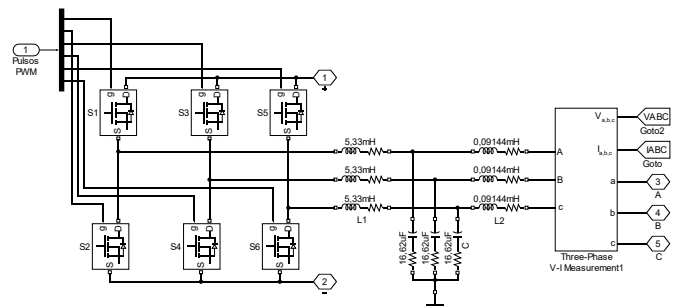 1
Pulsos
PWM
g
D
S
S1
g
D
S
S3
g
D
S
S5
1
+
g
D
S
S2
g
D
S
S4
g
D
S
S6
2
-
5,33mH
5,33mH
5,33mH
L1
0,09144mH
0,09144mH
0,09144mH
L2
16,62uF
16,62uF
16,62uF
C
A
B
c
Va,b,c
Ia,b,c
a
b
c
Three-Phase
V-I Measurement1
VABC
Goto2
IABC
Goto
3
A
4
B
5
C